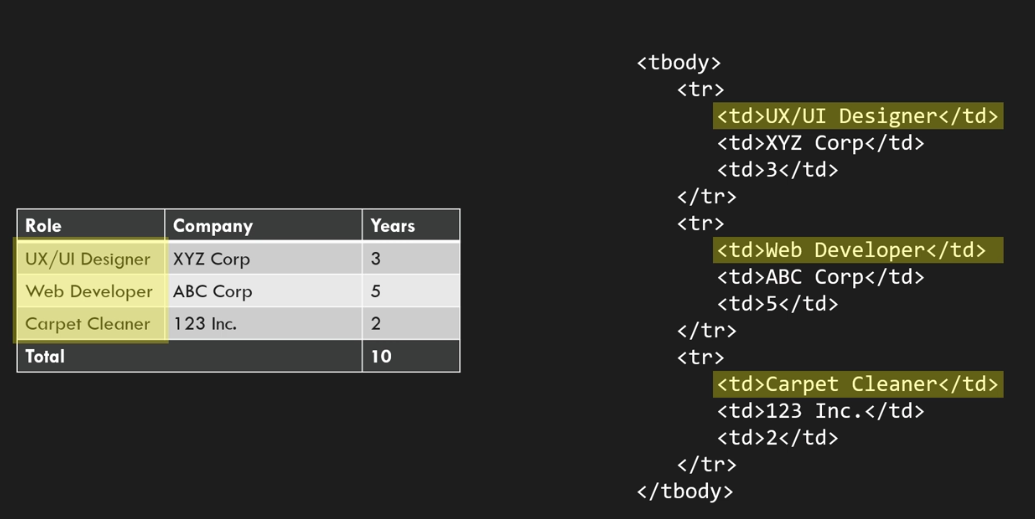 Role Company Years
UX/UI Designer XYZ Corp 3
Web Developer ABC Corp 5
Carpet Cleaner 123 Inc. 2
Total 10
<tbody>
<tr>
<td>UX/UI Designer</td>
<td>XYZ Corp</td>
<td>3</td>
</tr>
<tr>
<td>Web Developer</td>
<td>ABC Corp</td>
<td>5</td>
</tr>
<tr>
<td>Carpet Cleaner</td>
<td>123 Inc.</td>
<td>2</td>
</tr>
</tbody>